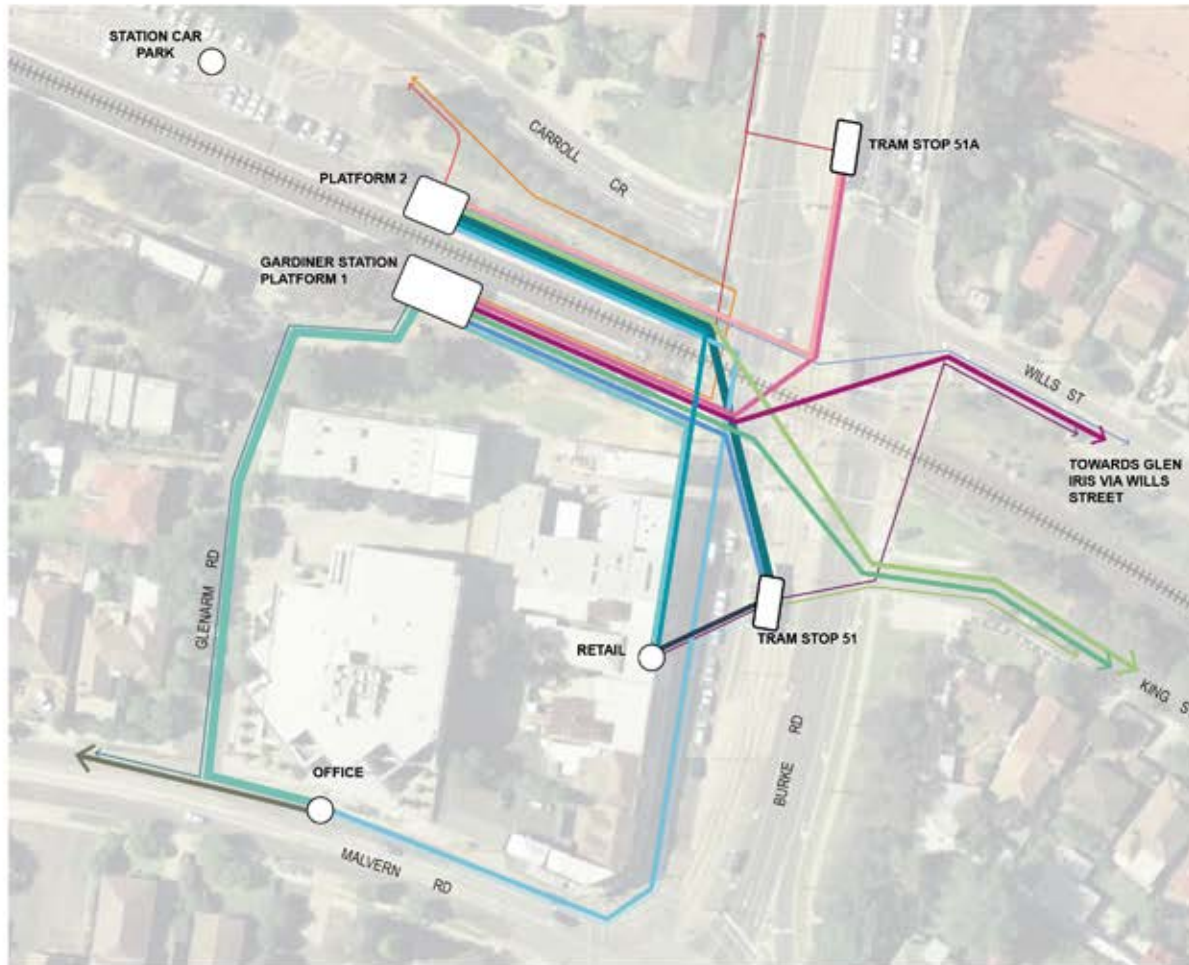 STATION CAR
PARK
CARROLL
CR
TRAM STOP 51A
PLATFORM 2
GARDINER STATION
PLATFORM 1
WILLS ST
TOWARDS GLEN
IRIS VIA WILLS
STREET
GLENARM RD
RETAIL
TRAM STOP 51
KING S
BURKE RD
OFFICE
MALVERN RD